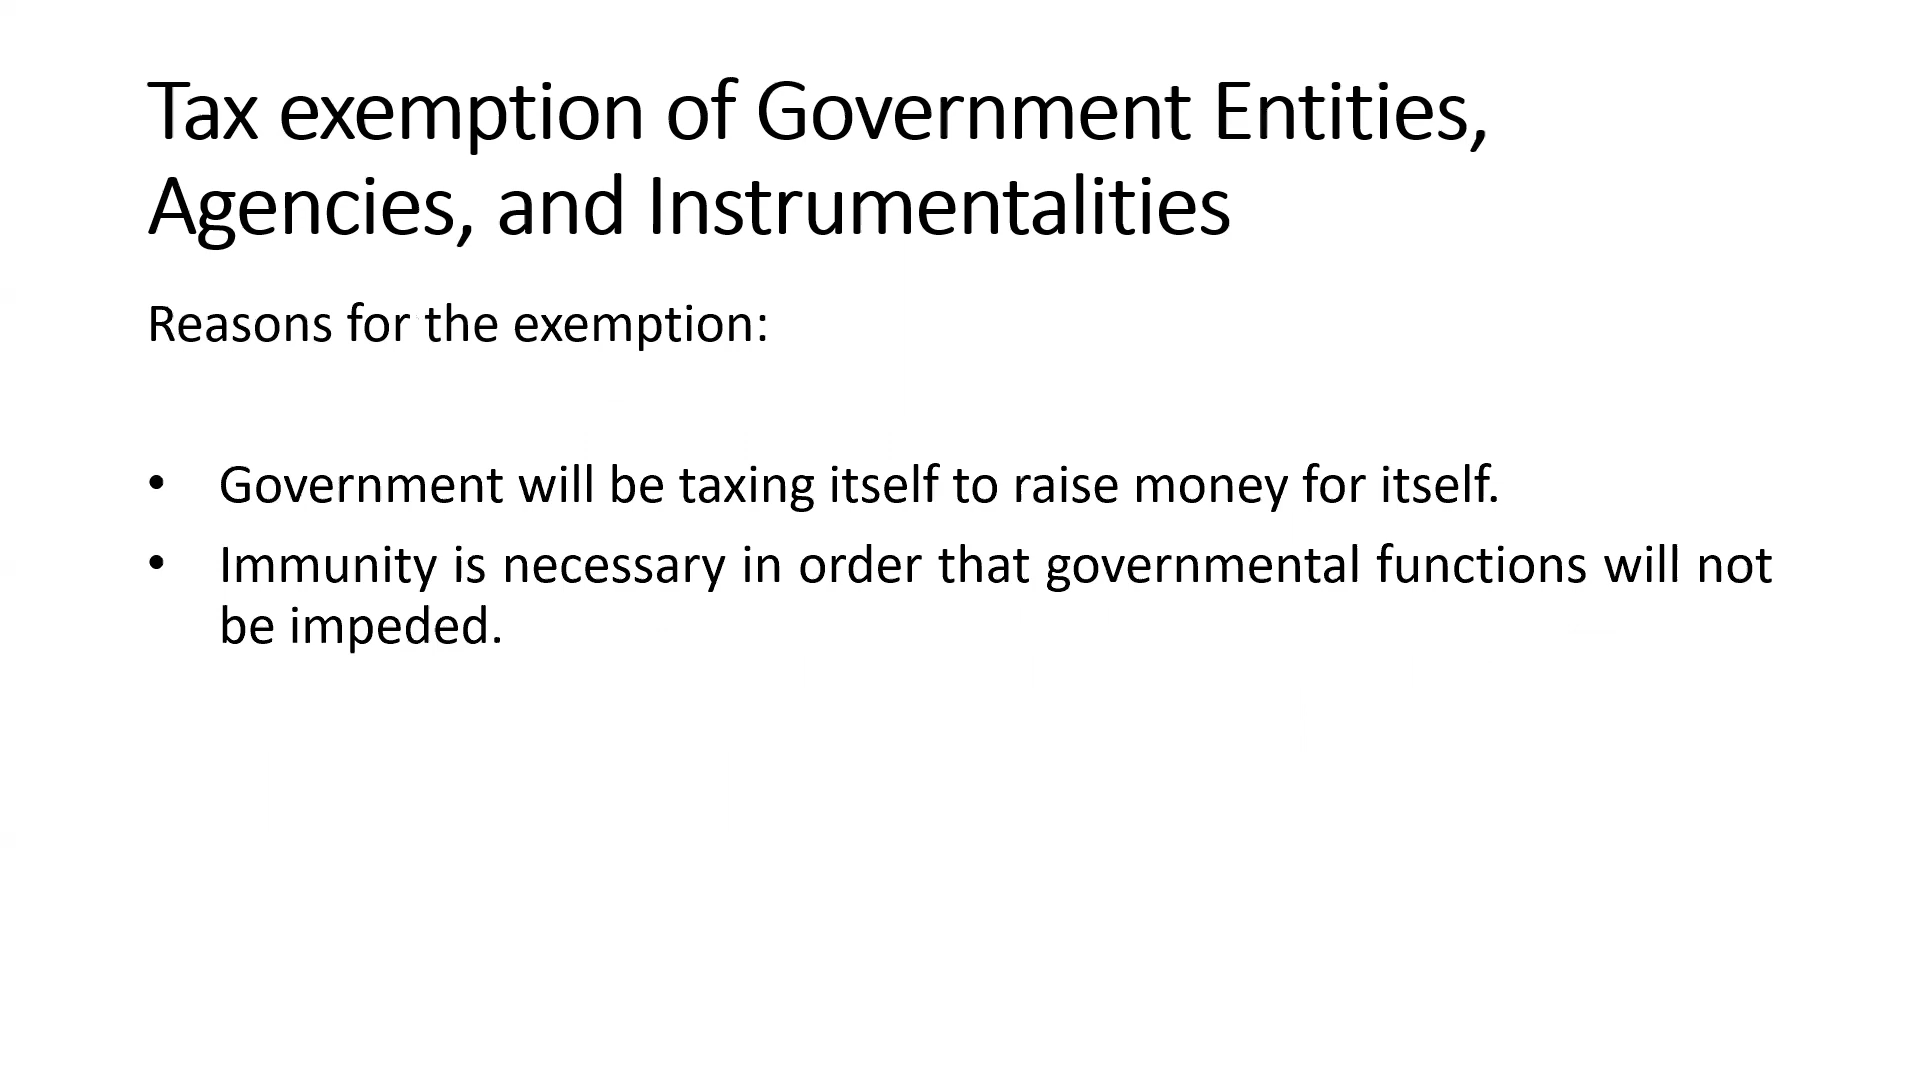 Tax exemption of Government Entities,
Agencies, and Instrumentalities
Reasons for the exemption:
• Government will be taxing itself to raise money for itself.
• Immunity is necessary in order that governmental functions will not
be impeded.